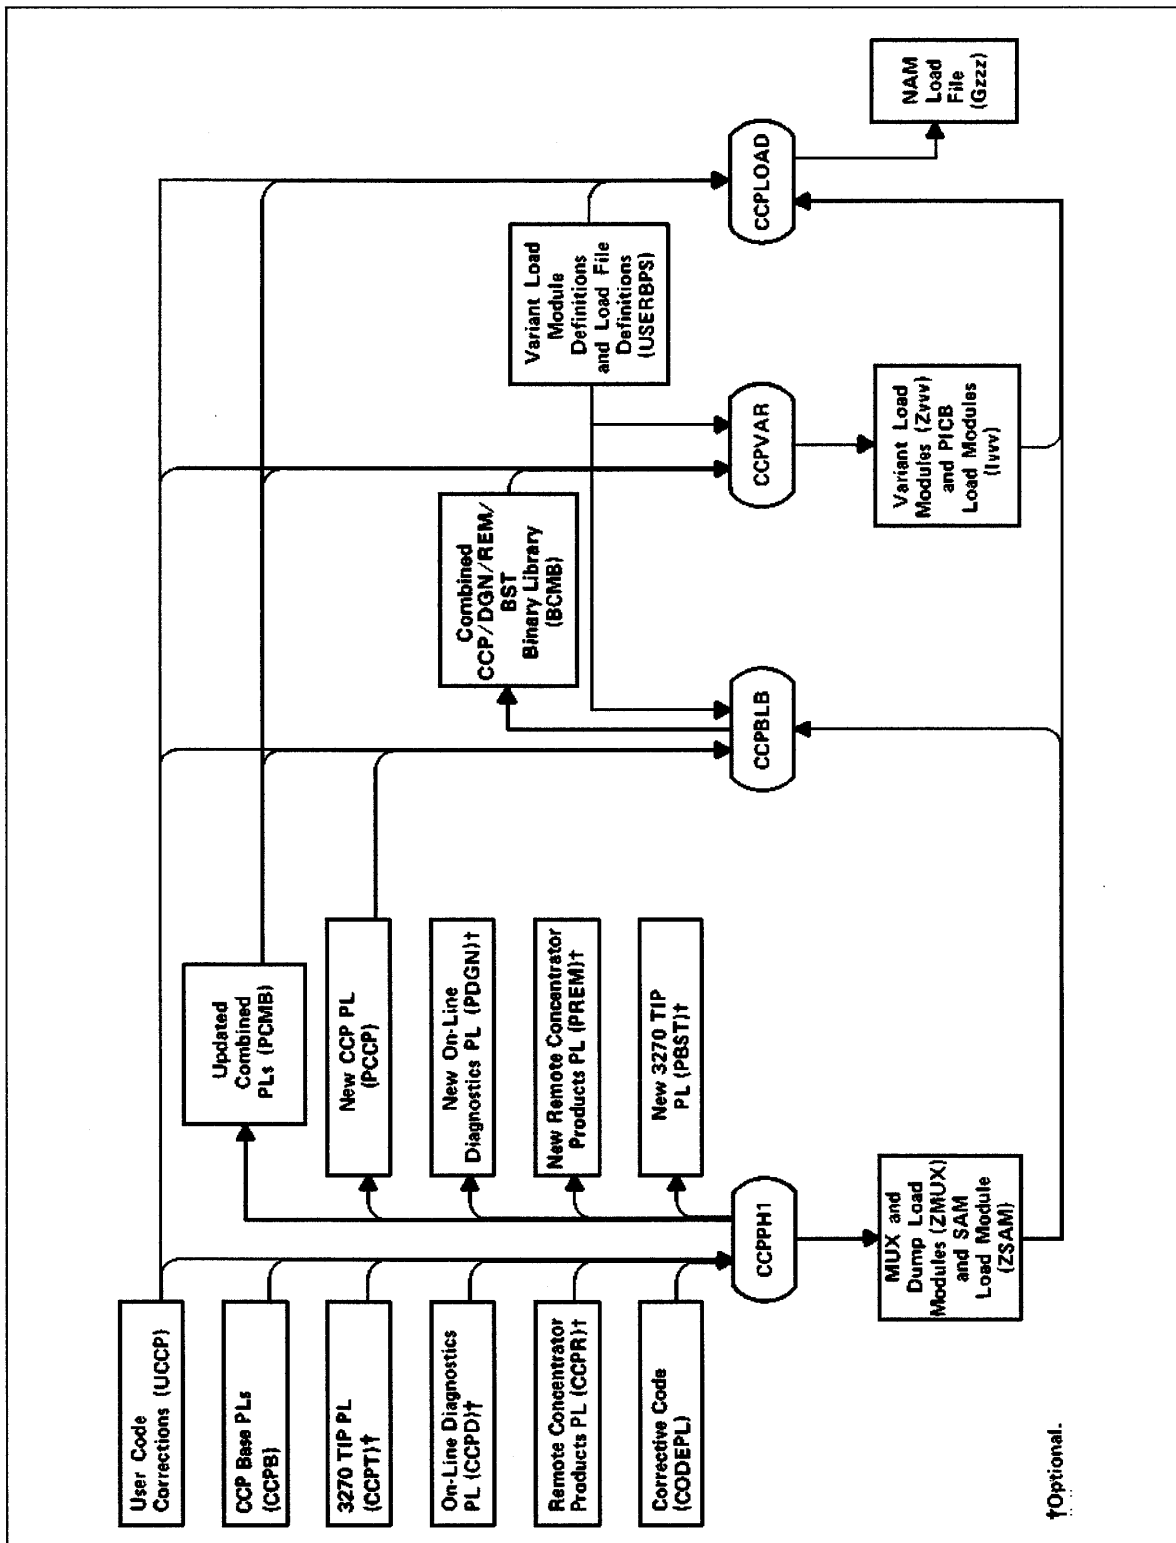 User Code
Corrections (UCCP)
CCP Base PLs
(CCPB)
3270 TIP PL
(CCPT)†
On-Line Diagnostics
PL (CCPD)†
Remote Concentrator
Products PL (CCPR)†
Corrective Code
(CODEPL)
CCPPH1
MUX and
Dump Load
Modules (ZMUX)
and SAM
Load Module
(ZSAM)
Updated
Combined
PLs (PCMB)
New CCP PL
(PCCP)
New On-Line
Diagnostics PL (PDGN)†
New Remote Concentrator
Products PL (PREM)†
New 3270 TIP
PL (PBST)†
CCPBLB
Combined
CCP/DGN/REM/
BST
Binary Library
(BCMB)
CCPVAR
Variant Load
Modules (Zvvv)
and PICB
Load Modules
(Ivvv)
Variant Load
Module
Definitions
and Load File
Definitions
(USERBPS)
CCPLOAD
NAM
Load
File
(Gzzz)
†Optional.